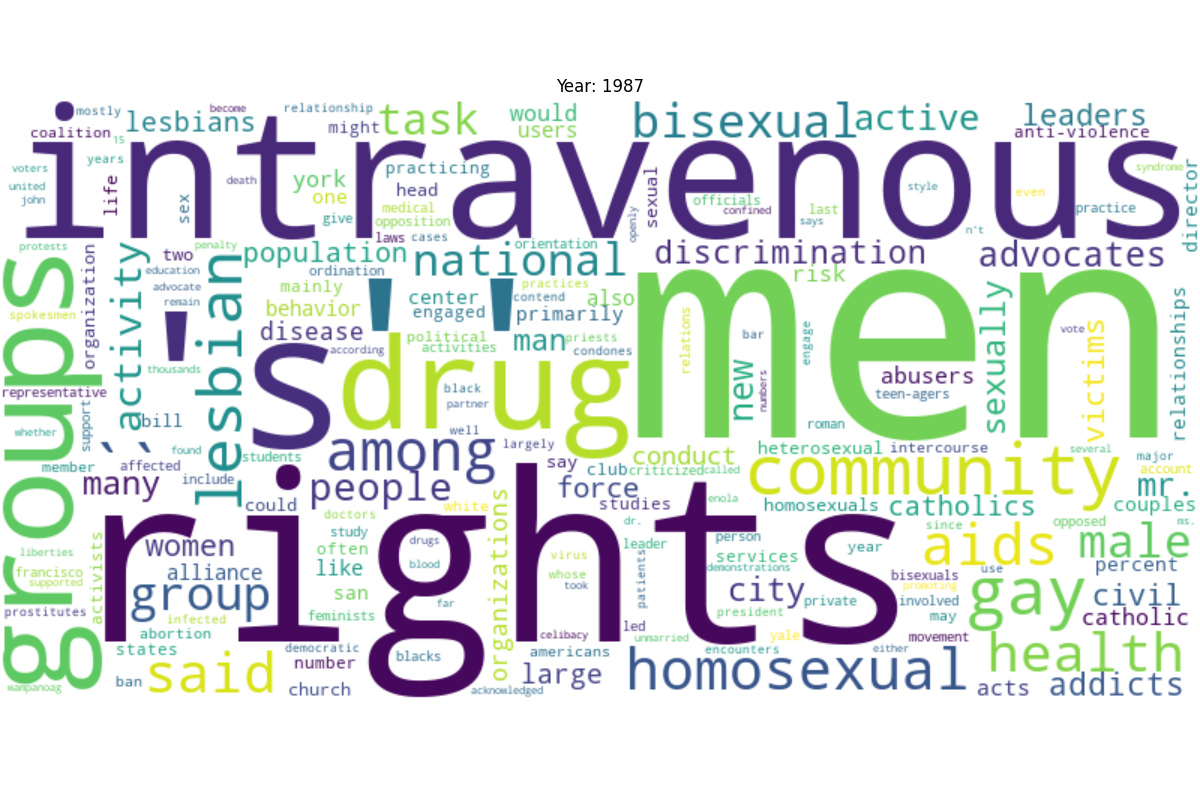 Year: 1987
mostly
become
relationship
task
would
bisexual
active
leaders
coalition
15
lesbians
might
users
anti-violence
intravenous
voters
years
life
sex
death
york
one
give
practicing
head
medical
opposition
laws
cases
openly
sexual
officials
confined
says
last
style
n't
even
practice
syndrome
director
united
john
protests
organization
activity
two
penalty
education
advocate
remain
lesbian
population
ordination
mainly
behavior
disease
according
national
orientation
practices
center
engaged
contend
primarily
also
discrimination
risk
advocates
groups
spokesmen
thousands
'
''
's
drug
men
political
activities
man
priests
condones
relations
new
bar
numbers
engage
abusers
teen-agers
roman
sexually
vote
victims
relationships
representative
whether
support
``
bill
black
partner
well
member
affected
found
include
students
among
largely
say
club
conduct
criticized
called
heterosexual
intercourse
several
major
account
many
could
people
force
studies
community
homosexuals
catholics
mr.
couples
rights
liberties
francisco
supported
activists
women
alliance
group
doctors
study
often
like
san
feminists
white
drugs
blood
far
organizations
virus
whose
took
dr.
leader
patients
led
enola
person
services
demonstrations
city
president
private
year
since
opposed
ms.
aids
male
use
percent
bisexuals
promoting
involved
may
gay
civil
catholic
prostitutes
infected
abortion
states
democratic
number
blacks
celibacy
unmarried
americans
yale
encounters
either
movement
health
wampanoag
ban
said
church
acknowledged
large
homosexual
acts
addicts